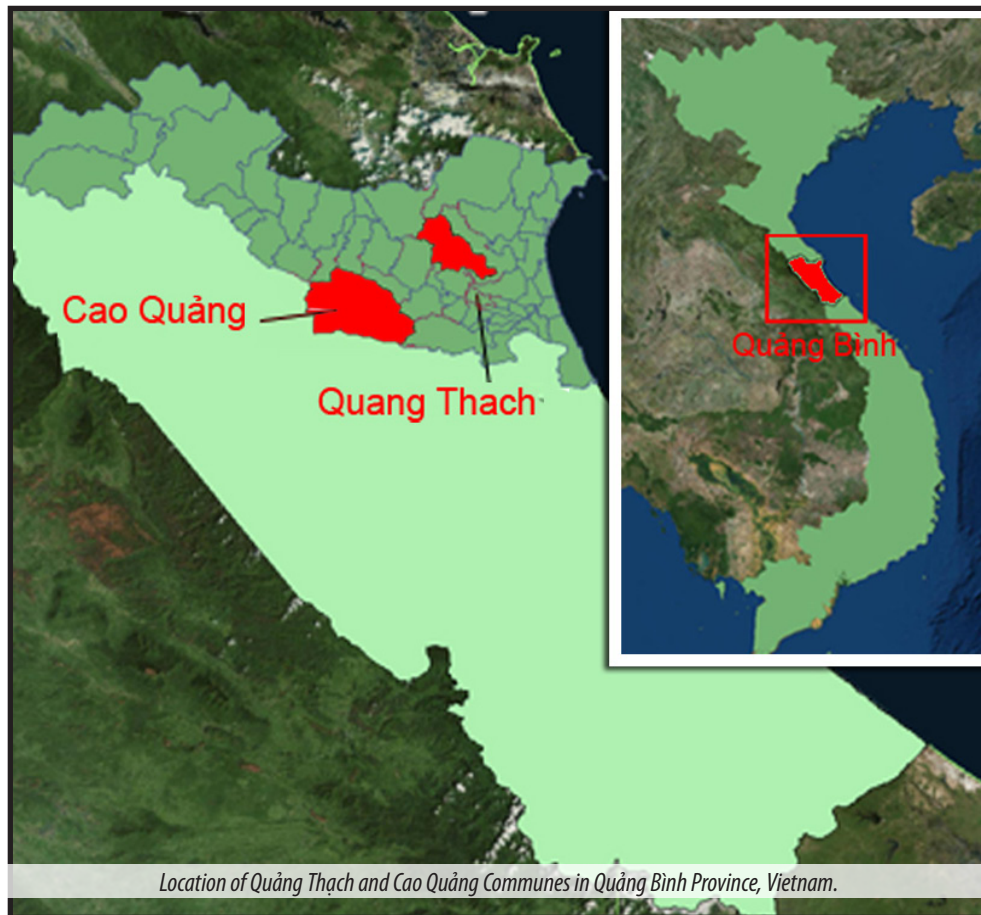 Cao Quảng
Quang Thach
Quảng Bình
Location of Quảng Thạch and Cao Quảng Communes in Quảng Bình Province, Vietnam.